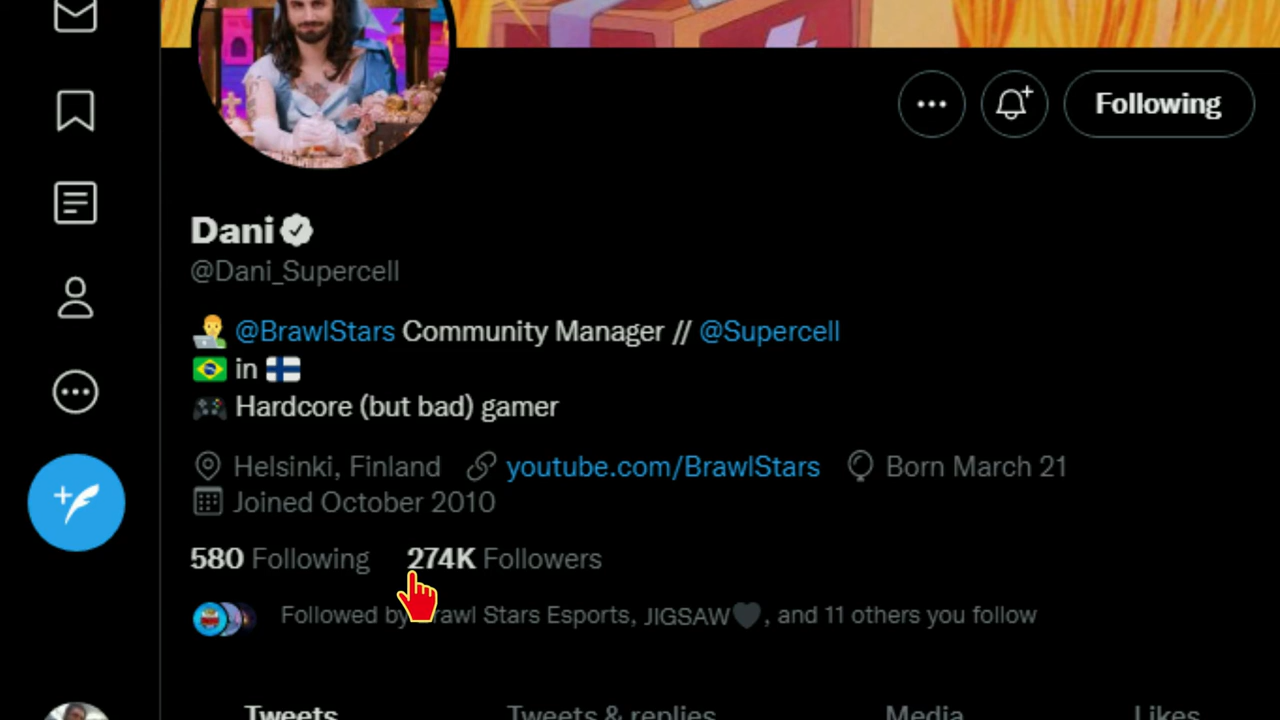 Following
Dani
@Dani_Supercell
@BrawlStars Community Manager // @Supercell
in
Hardcore (but bad) gamer
Helsinki, Finland youtube.com/BrawlStars Born March 21
Joined October 2010
580 Following 274K Followers
Followed by Brawl Stars Esports, JIGSAW🖤, and 11 others you follow
Tweets Tweets & replies Media Likes